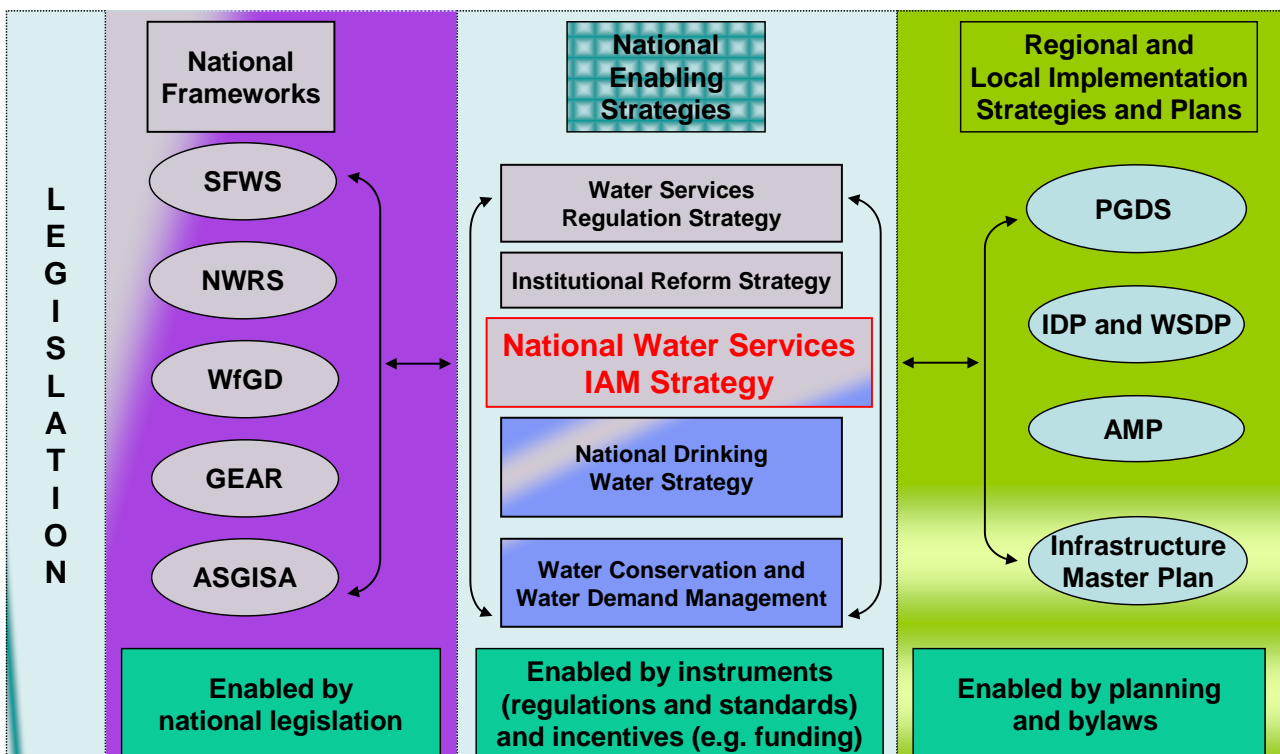 L
E
G
I
S
L
A
T
I
O
N
National
Frameworks
SFWS
NWRS
WfGD
GEAR
ASGISA
Enabled by
national legislation
National
Enabling
Strategies
Water Services
Regulation Strategy
Institutional Reform Strategy
National Water Services
IAM Strategy
National Drinking
Water Strategy
Water Conservation and
Water Demand Management
Enabled by instruments
(regulations and standards)
and incentives (e.g. funding)
Regional and
Local Implementation
Strategies and Plans
PGDS
IDP and WSDP
AMP
Infrastructure
Master Plan
Enabled by planning
and bylaws